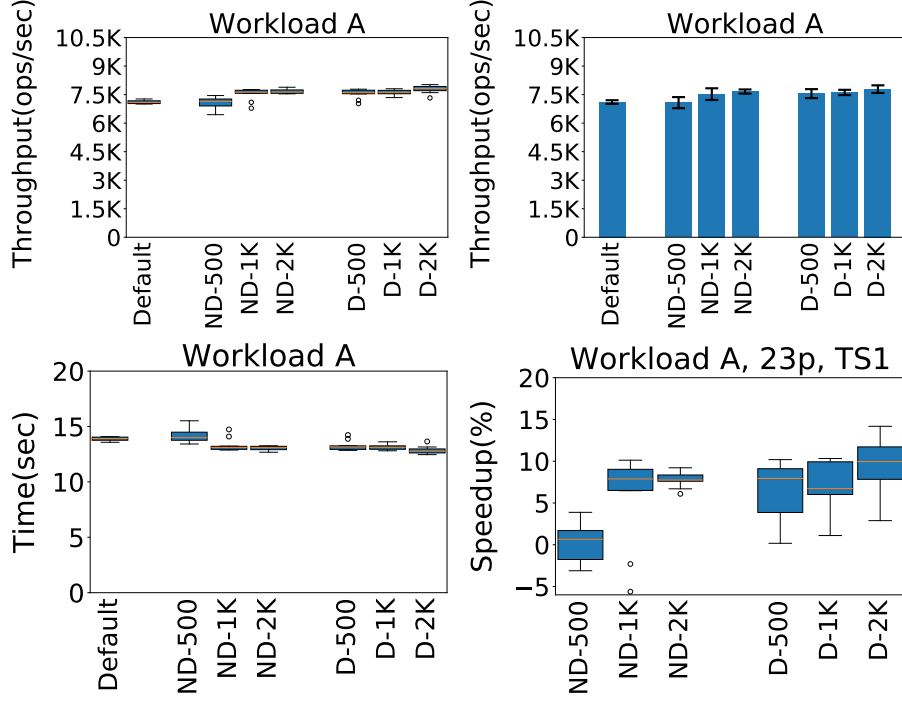 Workload A
Throughput(ops/sec)
10.5K
9K
7.5K
6K
4.5K
3K
1.5K
0
Default
ND-500
ND-1K
ND-2K
D-500
D-1K
D-2K
Workload A
Throughput(ops/sec)
10.5K
9K
7.5K
6K
4.5K
3K
1.5K
0
Default
ND-500
ND-1K
ND-2K
D-500
D-1K
D-2K
Workload A
Time(sec)
20
15
10
5
0
Default
ND-500
ND-1K
ND-2K
D-500
D-1K
D-2K
Workload A, 23p, TS1
Speedup(%)
20
15
10
5
0
−5
ND-500
ND-1K
ND-2K
D-500
D-1K
D-2K